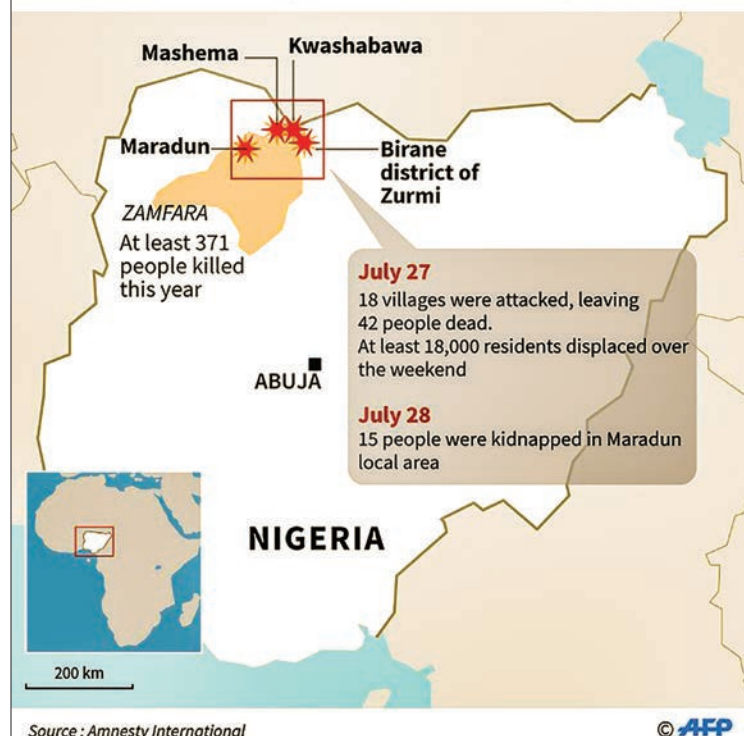 Mashema
Kwashabawa
Maradun
Birane
district of
Zurmi
ZAMFARA
At least 371
people killed
this year
July 27
18 villages were attacked, leaving
42 people dead.
At least 18,000 residents displaced over
the weekend
July 28
15 people were kidnapped in Maradun
local area
ABUJA
NIGERIA
200 km
Source : Amnesty International
© AFP